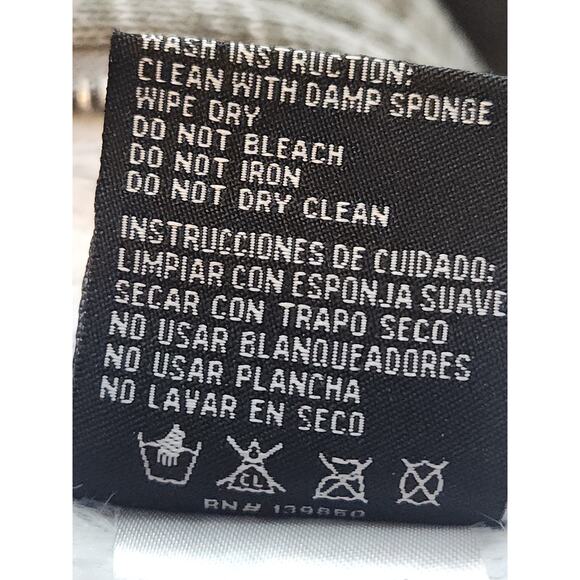 WASH INSTRUCTION:
CLEAN WITH DAMP SPONGE
WIPE DRY
DO NOT BLEACH
DO NOT IRON
DO NOT DRY CLEAN
INSTRUCCIONES DE CUIDADO:
LIMPIAR CON ESPONJA SUAVE
SECAR CON TRAPO SECO
NO USAR BLANQUEADORES
NO USAR PLANCHA
NO LAVAR EN SECO
CL
RN# 139860